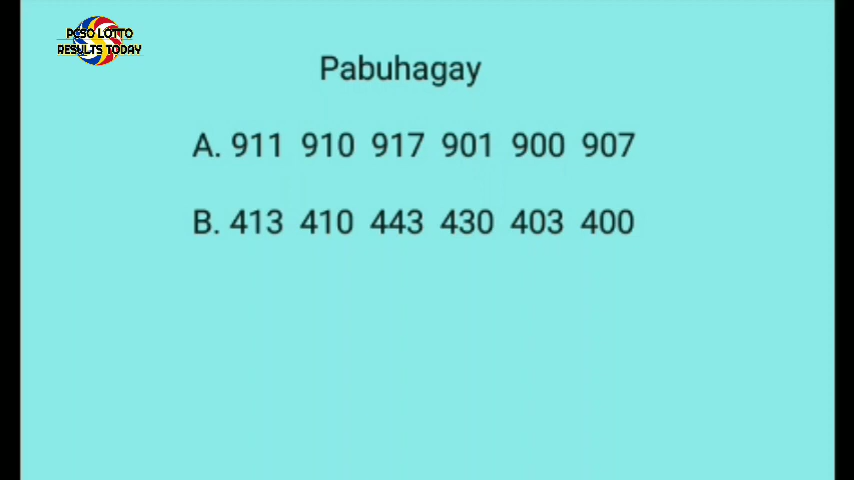 PCSO LOTTO
RESULTS TODAY
Pabuhagay
A. 911 910 917 901 900 907
B. 413 410 443 430 403 400